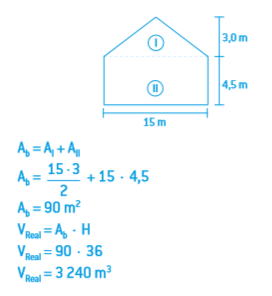 I
3,0 m
II
4,5 m
15 m
A_b = A_I + A_II
A_b = 15 · 3 / 2 + 15 · 4,5
A_b = 90 m²
V_Real = A_b · H
V_Real = 90 · 36
V_Real = 3 240 m³